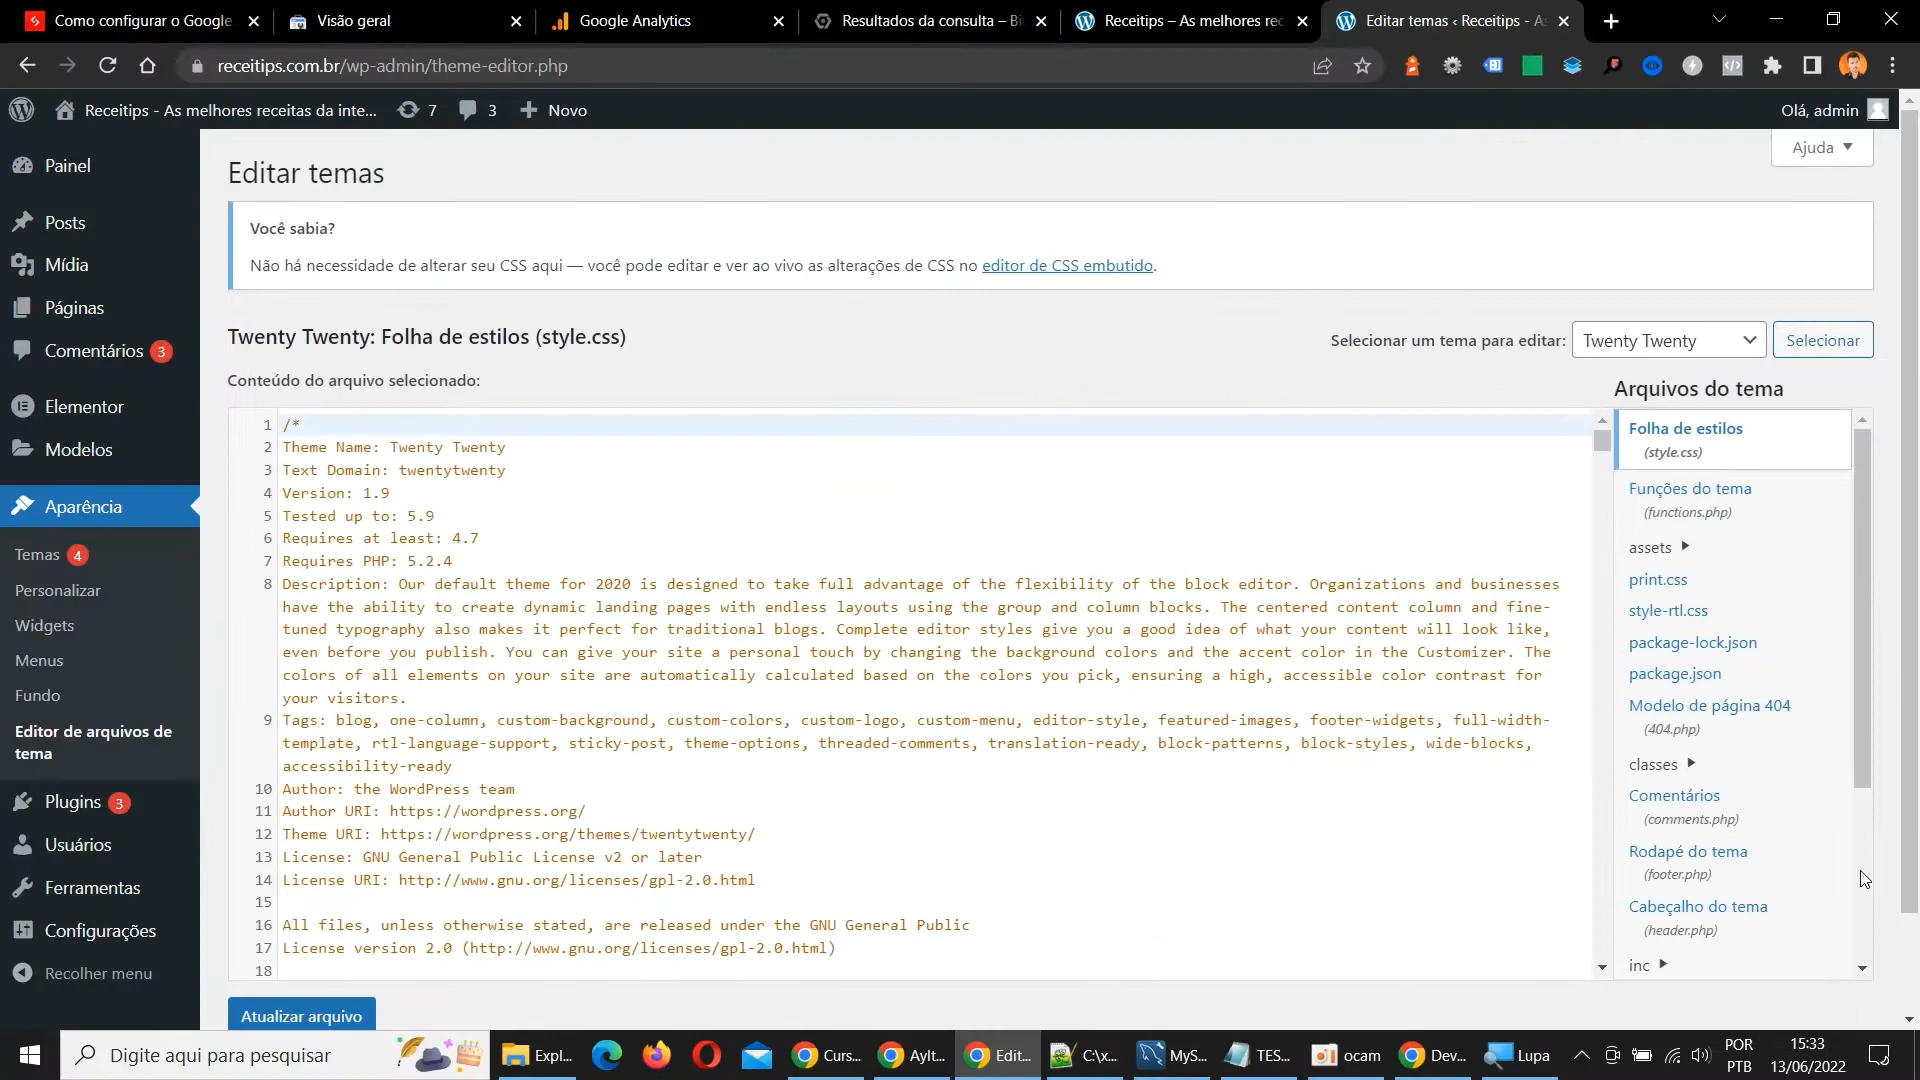 Como configurar o Google
Visão geral
Google Analytics
Resultados da consulta – Bi
Receitips – As melhores rec
Editar temas ‹ Receitips - As
receitips.com.br/wp-admin/theme-editor.php
Receitips - As melhores receitas da inte...
7
3
Novo
Olá, admin
Painel
Posts
Mídia
Páginas
Comentários 3
Elementor
Modelos
Aparência
Temas 4
Personalizar
Widgets
Menus
Fundo
Editor de arquivos de
tema
Plugins 3
Usuários
Ferramentas
Configurações
Recolher menu
Ajuda
Editar temas
Você sabia?
Não há necessidade de alterar seu CSS aqui — você pode editar e ver ao vivo as alterações de CSS no editor de CSS embutido.
Twenty Twenty: Folha de estilos (style.css)
Selecionar um tema para editar: Twenty Twenty Selecionar
Conteúdo do arquivo selecionado:
1 /*
2 Theme Name: Twenty Twenty
3 Text Domain: twentytwenty
4 Version: 1.9
5 Tested up to: 5.9
6 Requires at least: 4.7
7 Requires PHP: 5.2.4
8 Description: Our default theme for 2020 is designed to take full advantage of the flexibility of the block editor. Organizations and businesses
have the ability to create dynamic landing pages with endless layouts using the group and column blocks. The centered content column and fine-
tuned typography also makes it perfect for traditional blogs. Complete editor styles give you a good idea of what your content will look like,
even before you publish. You can give your site a personal touch by changing the background colors and the accent color in the Customizer. The
colors of all elements on your site are automatically calculated based on the colors you pick, ensuring a high, accessible color contrast for
your visitors.
9 Tags: blog, one-column, custom-background, custom-colors, custom-logo, custom-menu, editor-style, featured-images, footer-widgets, full-width-
template, rtl-language-support, sticky-post, theme-options, threaded-comments, translation-ready, block-patterns, block-styles, wide-blocks,
accessibility-ready
10 Author: the WordPress team
11 Author URI: https://wordpress.org/
12 Theme URI: https://wordpress.org/themes/twentytwenty/
13 License: GNU General Public License v2 or later
14 License URI: http://www.gnu.org/licenses/gpl-2.0.html
15
16 All files, unless otherwise stated, are released under the GNU General Public
17 License version 2.0 (http://www.gnu.org/licenses/gpl-2.0.html)
18
Arquivos do tema
Folha de estilos
(style.css)
Funções do tema
(functions.php)
assets
print.css
style-rtl.css
package-lock.json
package.json
Modelo de página 404
(404.php)
classes
Comentários
(comments.php)
Rodapé do tema
(footer.php)
Cabeçalho do tema
(header.php)
inc
Atualizar arquivo
Digite aqui para pesquisar
Expl...
Curs...
Aylt...
Edit...
C:\x...
MyS...
TES...
ocam
Dev...
Lupa
POR
PTB
15:33
13/06/2022